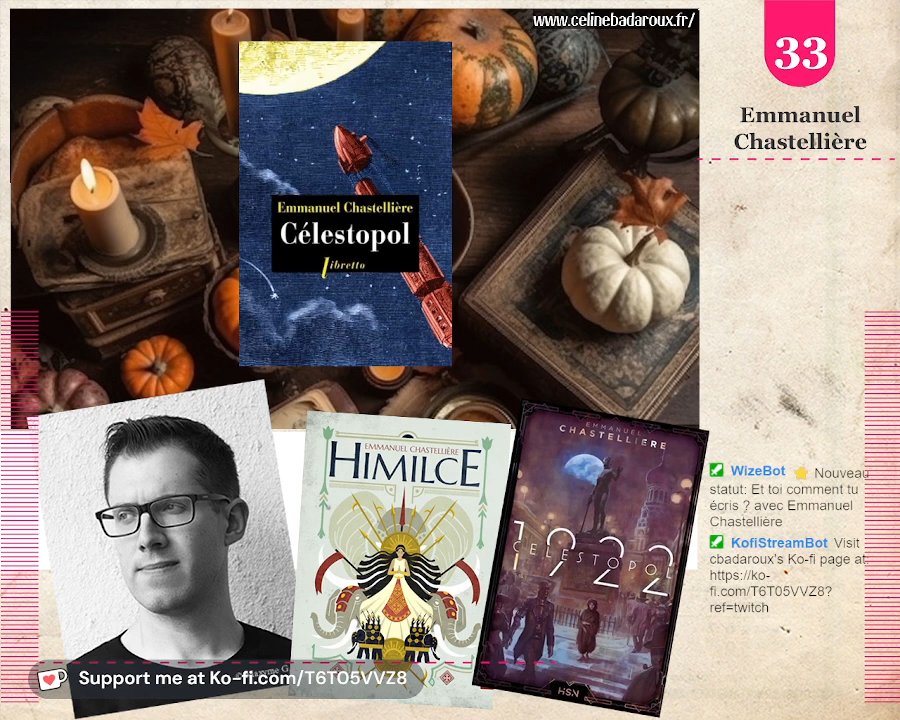 www.celinebadaroux.fr/
33
Emmanuel
Chastellière
Emmanuel Chastellière
Célestopol
libretto
EMMANUEL CHASTELLIÈRE
HIMILCE
EMMANUEL
CHASTELLIÈRE
1922
CELESTOPOL
HSN
WizeBot Nouveau
statut: Et toi comment tu
écris ? avec Emmanuel
Chastellière
KofiStreamBot Visit
cbadaroux's Ko-fi page at
https://ko-
fi.com/T6T05VVZ8?
ref=twitch
Support me at Ko-fi.com/T6T05VVZ8